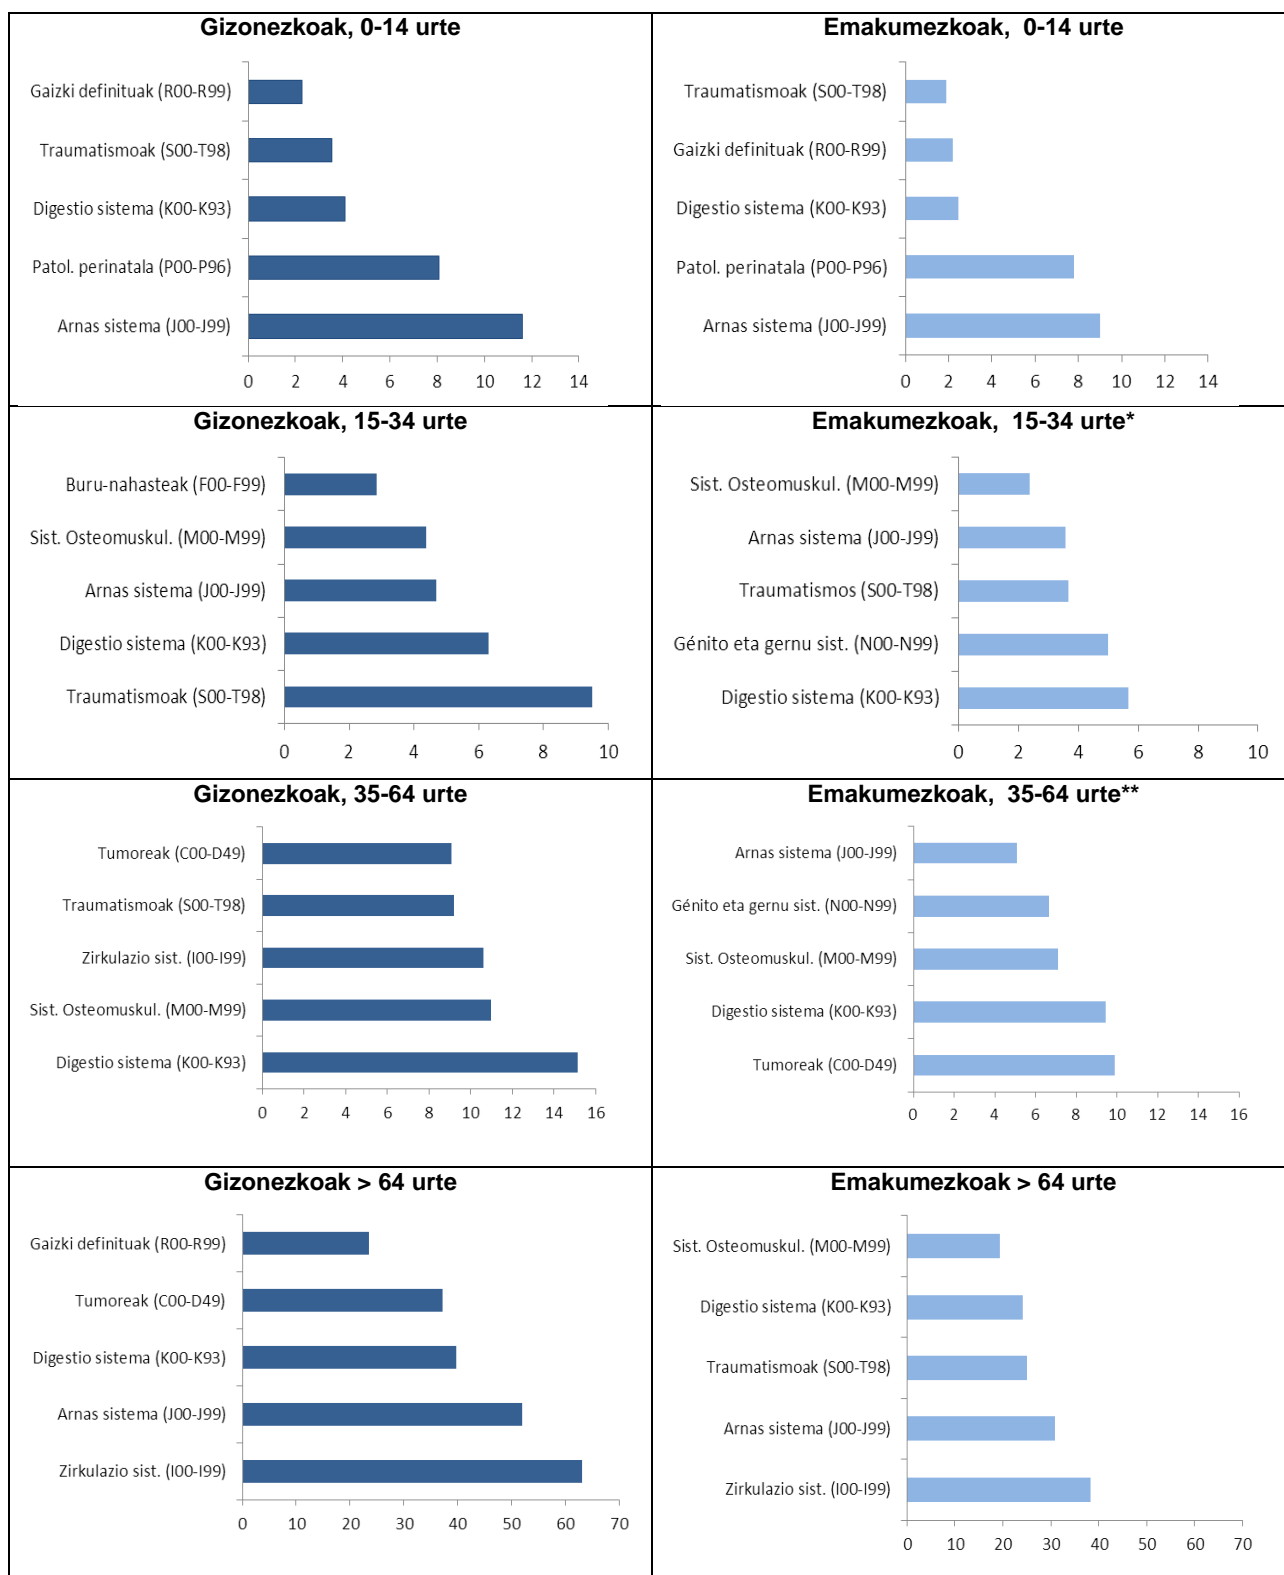 Gizonezkoak, 0-14 urte
Gaizki definituak (R00-R99)
Traumatismoak (S00-T98)
Digestio sistema (K00-K93)
Patol. perinatala (P00-P96)
Arnas sistema (J00-J99)
0 2 4 6 8 10 12 14
Emakumezkoak, 0-14 urte
Traumatismoak (S00-T98)
Gaizki definituak (R00-R99)
Digestio sistema (K00-K93)
Patol. perinatala (P00-P96)
Arnas sistema (J00-J99)
0 2 4 6 8 10 12 14
Gizonezkoak, 15-34 urte
Buru-nahasteak (F00-F99)
Sist. Osteomuskul. (M00-M99)
Arnas sistema (J00-J99)
Digestio sistema (K00-K93)
Traumatismoak (S00-T98)
0 2 4 6 8 10
Emakumezkoak, 15-34 urte*
Sist. Osteomuskul. (M00-M99)
Arnas sistema (J00-J99)
Traumatismos (S00-T98)
Génito eta gernu sist. (N00-N99)
Digestio sistema (K00-K93)
0 2 4 6 8 10
Gizonezkoak, 35-64 urte
Tumoreak (C00-D49)
Traumatismoak (S00-T98)
Zirkulazio sist. (I00-I99)
Sist. Osteomuskul. (M00-M99)
Digestio sistema (K00-K93)
0 2 4 6 8 10 12 14 16
Emakumezkoak, 35-64 urte**
Arnas sistema (J00-J99)
Génito eta gernu sist. (N00-N99)
Sist. Osteomuskul. (M00-M99)
Digestio sistema (K00-K93)
Tumoreak (C00-D49)
0 2 4 6 8 10 12 14 16
Gizonezkoak > 64 urte
Gaizki definituak (R00-R99)
Tumoreak (C00-D49)
Digestio sistema (K00-K93)
Arnas sistema (J00-J99)
Zirkulazio sist. (I00-I99)
0 10 20 30 40 50 60 70
Emakumezkoak > 64 urte
Sist. Osteomuskul. (M00-M99)
Digestio sistema (K00-K93)
Traumatismoak (S00-T98)
Arnas sistema (J00-J99)
Zirkulazio sist. (I00-I99)
0 10 20 30 40 50 60 70